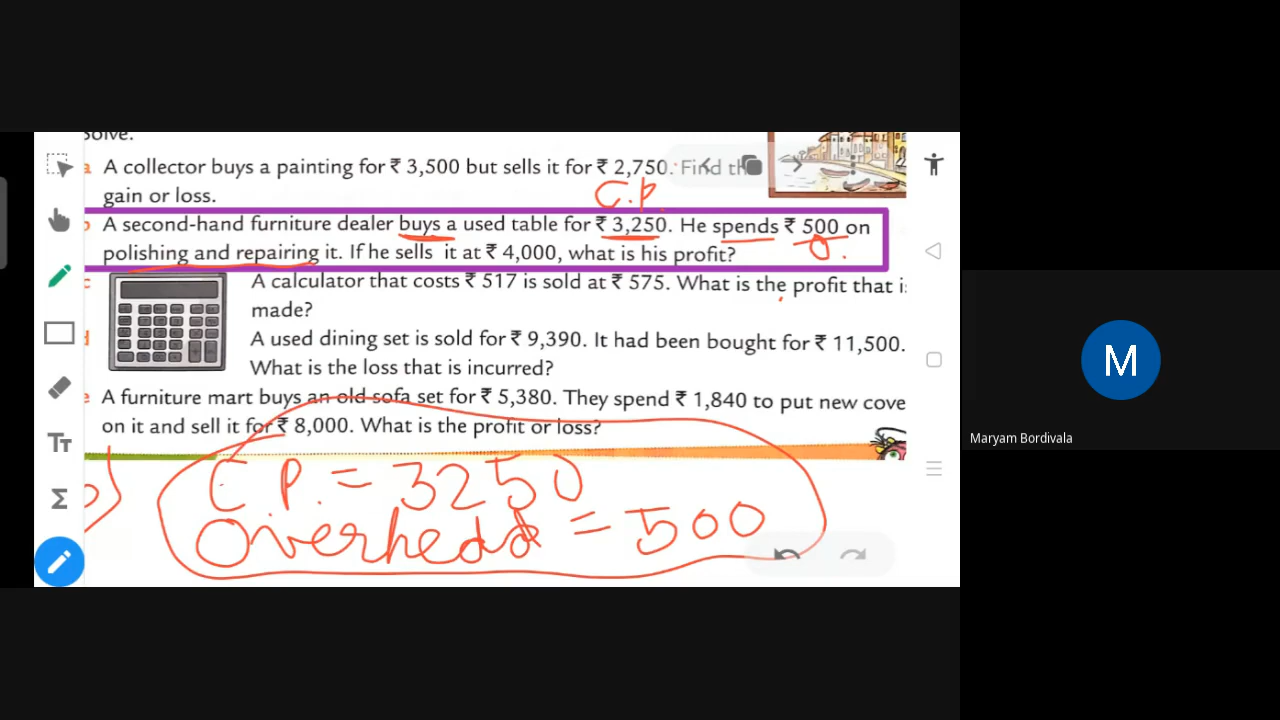 Solve.
a A collector buys a painting for ₹ 3,500 but sells it for ₹ 2,750. Find th
gain or loss.
C.P.
b A second-hand furniture dealer buys a used table for ₹ 3,250. He spends ₹ 500 on
O.
polishing and repairing it. If he sells it at ₹ 4,000, what is his profit?
c A calculator that costs ₹ 517 is sold at ₹ 575. What is the profit that i
made?
d A used dining set is sold for ₹ 9,390. It had been bought for ₹ 11,500.
What is the loss that is incurred?
e A furniture mart buys an old sofa set for ₹ 5,380. They spend ₹ 1,840 to put new cove
on it and sell it for ₹ 8,000. What is the profit or loss?
b) C.P. = 3250
Overhead = 500
Tт
Σ
M
Maryam Bordivala